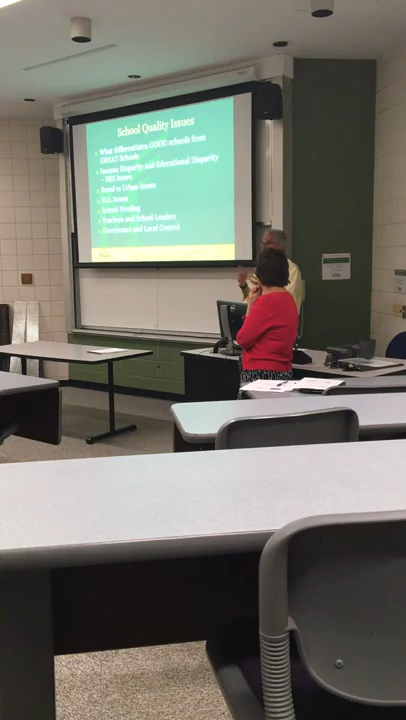 School Quality Issues
What differentiates GOOD schools from
GREAT Schools
Income Disparity and Educational Disparity
– SES Issues
Rural vs Urban issues
ELL Issues
School Funding
Teachers and School Leaders
Governance and Local Control